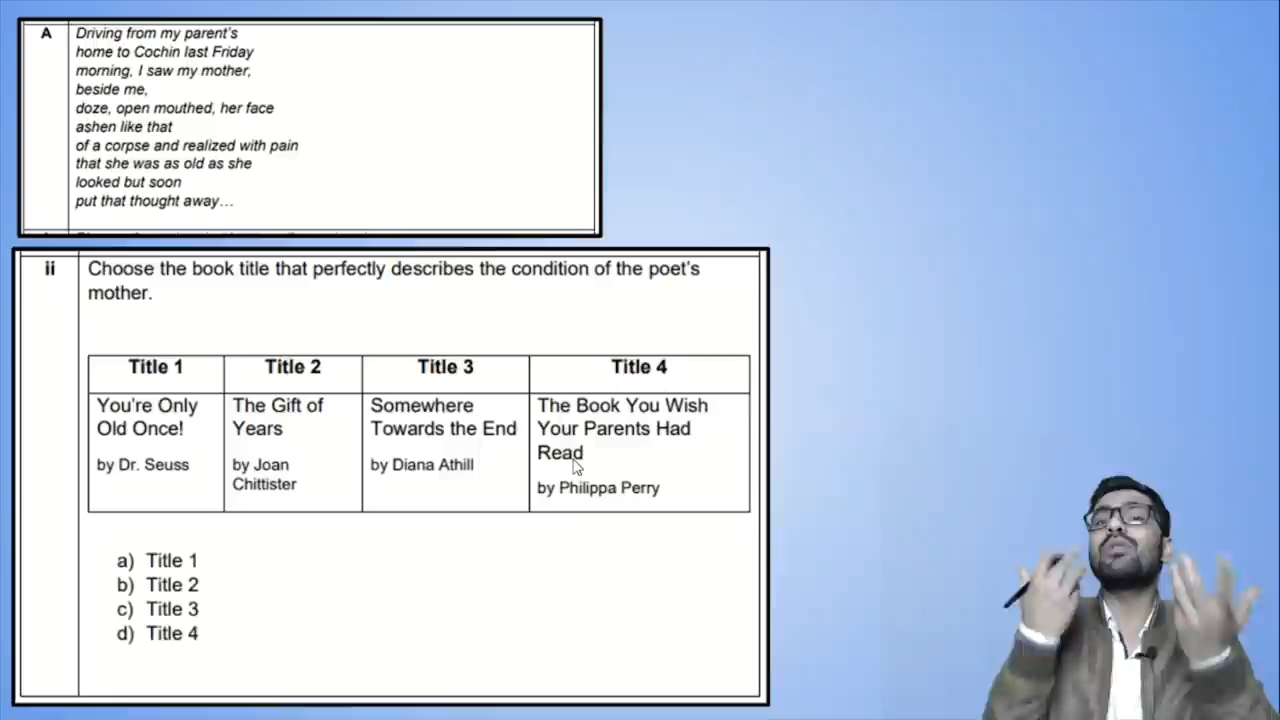 A
Driving from my parent's
home to Cochin last Friday
morning, I saw my mother,
beside me,
doze, open mouthed, her face
ashen like that
of a corpse and realized with pain
that she was as old as she
looked but soon
put that thought away…
ii
Choose the book title that perfectly describes the condition of the poet's
mother.
Title 1 Title 2 Title 3 Title 4
You're Only The Gift of Somewhere The Book You Wish
Old Once! Years Towards the End Your Parents Had
Read
by Dr. Seuss by Joan by Diana Athill
Chittister by Philippa Perry
a) Title 1
b) Title 2
c) Title 3
d) Title 4